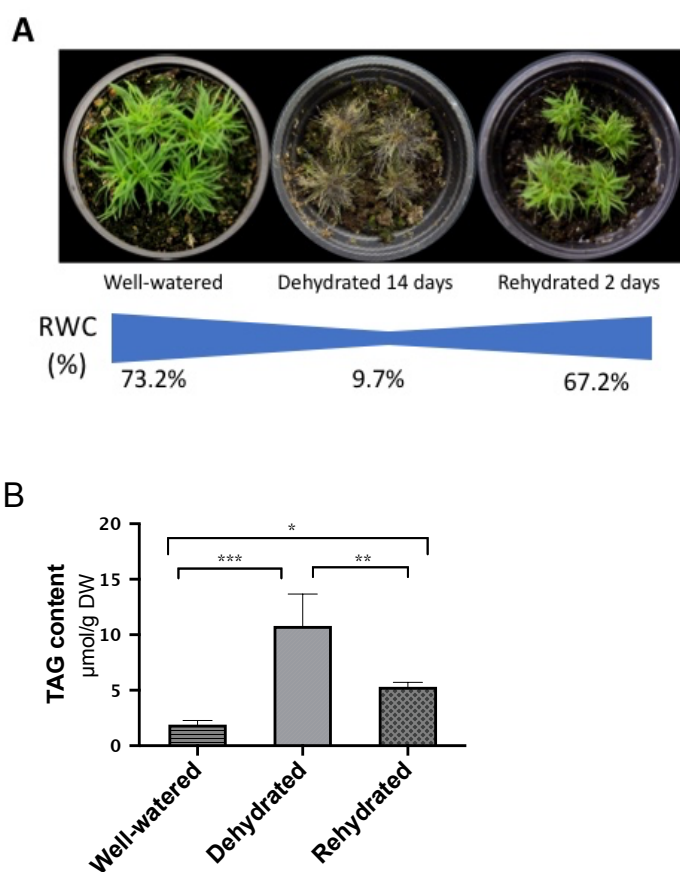 A
Well-watered
Dehydrated 14 days
Rehydrated 2 days
RWC
(%)
73.2%
9.7%
67.2%
B
TAG content
µmol/g DW
20
15
10
5
0
*
***
**
Well-watered
Dehydrated
Rehydrated